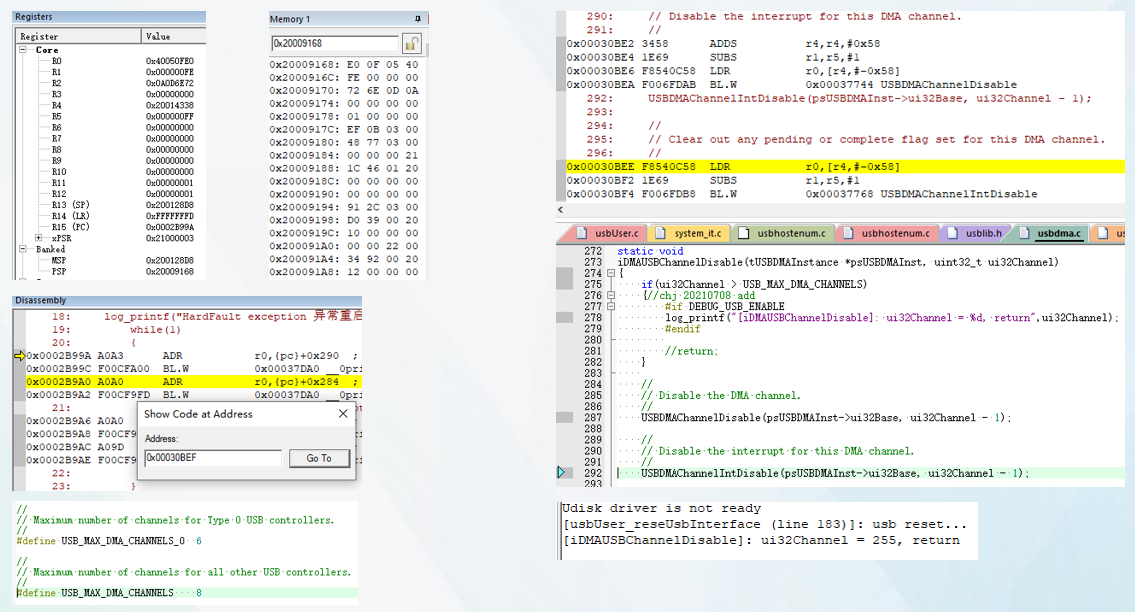 Registers
Register Value
Core
R0 0x40050FE0
R1 0x000000FE
R2 0x0A0D6E72
R3 0x00000000
R4 0x20014338
R5 0x000000FF
R6 0x00000000
R7 0x00000000
R8 0x00000000
R9 0x00000000
R10 0x00000000
R11 0x00000001
R12 0x00000001
R13 (SP) 0x200128D8
R14 (LR) 0xFFFFFFFD
R15 (PC) 0x0002B99A
xPSR 0x21000003
Banked
MSP 0x200128D8
PSP 0x20009168
Memory 1
0x20009168
0x20009168: E0 0F 05 40
0x2000916C: FE 00 00 00
0x20009170: 72 6E 0D 0A
0x20009174: 00 00 00 00
0x20009178: 01 00 00 00
0x2000917C: EF 0B 03 00
0x20009180: 48 77 03 00
0x20009184: 00 00 00 21
0x20009188: 1C 46 01 20
0x2000918C: 00 00 00 00
0x20009190: 00 00 00 00
0x20009194: 91 2C 03 00
0x20009198: D0 39 00 20
0x2000919C: 10 00 00 00
0x200091A0: 00 00 22 00
0x200091A4: 34 92 00 20
0x200091A8: 12 00 00 00
Disassembly
18: log_printf("HardFault exception 异常重启
19: while(1)
20: {
0x0002B99A A0A3 ADR r0,{pc}+0x290 ;
0x0002B99C F00CFA00 BL.W 0x00037DA0 __0pri
0x0002B9A0 A0A0 ADR r0,{pc}+0x284 ;
0x0002B9A2 F00CF9FD BL.W 0x00037DA0 __0pri
21:
0x0002B9A6 A0A0
0x0002B9A8 F00CF9
0x0002B9AC A09D
0x0002B9AE F00CF9
22:
23: }
Show Code at Address
Address:
0x00030BEF
Go To
//
// Maximum number of channels for Type 0 USB controllers.
//
#define USB_MAX_DMA_CHANNELS_0 6
//
// Maximum number of channels for all other USB controllers.
//
#define USB_MAX_DMA_CHANNELS 8
290: // Disable the interrupt for this DMA channel.
291: //
0x00030BE2 3458 ADDS r4,r4,#0x58
0x00030BE4 1E69 SUBS r1,r5,#1
0x00030BE6 F8540C58 LDR r0,[r4,#-0x58]
0x00030BEA F006FDAB BL.W 0x00037744 USBDMAChannelDisable
292: USBDMAChannelIntDisable(psUSBDMAInst->ui32Base, ui32Channel - 1);
293:
294: //
295: // Clear out any pending or complete flag set for this DMA channel.
296: //
0x00030BEE F8540C58 LDR r0,[r4,#-0x58]
0x00030BF2 1E69 SUBS r1,r5,#1
0x00030BF4 F006FDB8 BL.W 0x00037768 USBDMAChannelIntDisable
usbUser.c system_it.c usbhostenum.c usbhostenum.c usblib.h usbdma.c us
272 static void
273 iDMAUSBChannelDisable(tUSBDMAInstance *psUSBDMAInst, uint32_t ui32Channel)
274 {
275 if(ui32Channel > USB_MAX_DMA_CHANNELS)
276 {//chj 20210708 add
277 #if DEBUG_USB_ENABLE
278 log_printf("[iDMAUSBChannelDisable]: ui32Channel = %d, return",ui32Channel);
279 #endif
280
281 //return;
282 }
283
284 //
285 // Disable the DMA channel.
286 //
287 USBDMAChannelDisable(psUSBDMAInst->ui32Base, ui32Channel - 1);
288
289 //
290 // Disable the interrupt for this DMA channel.
291 //
292 USBDMAChannelIntDisable(psUSBDMAInst->ui32Base, ui32Channel - 1);
293
Udisk driver is not ready
[usbUser_reseUsbInterface (line 183)]: usb reset...
[iDMAUSBChannelDisable]: ui32Channel = 255, return